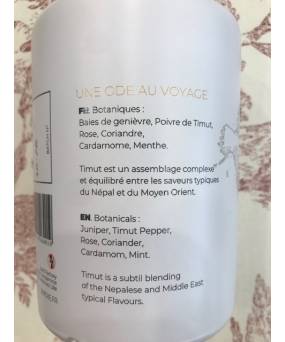 UNE ODE AU VOYAGE
FR. Botaniques :
Baies de genièvre, Poivre de Timut,
Rose, Coriandre,
Cardamome, Menthe.
Timut est un assemblage complexe
et équilibré entre les saveurs typiques
du Népal et du Moyen Orient.
EN. Botanicals :
Juniper, Timut Pepper,
Rose, Coriander,
Cardamom, Mint.
Timut is a subtil blending
of the Nepalese and Middle East
typical Flavours.